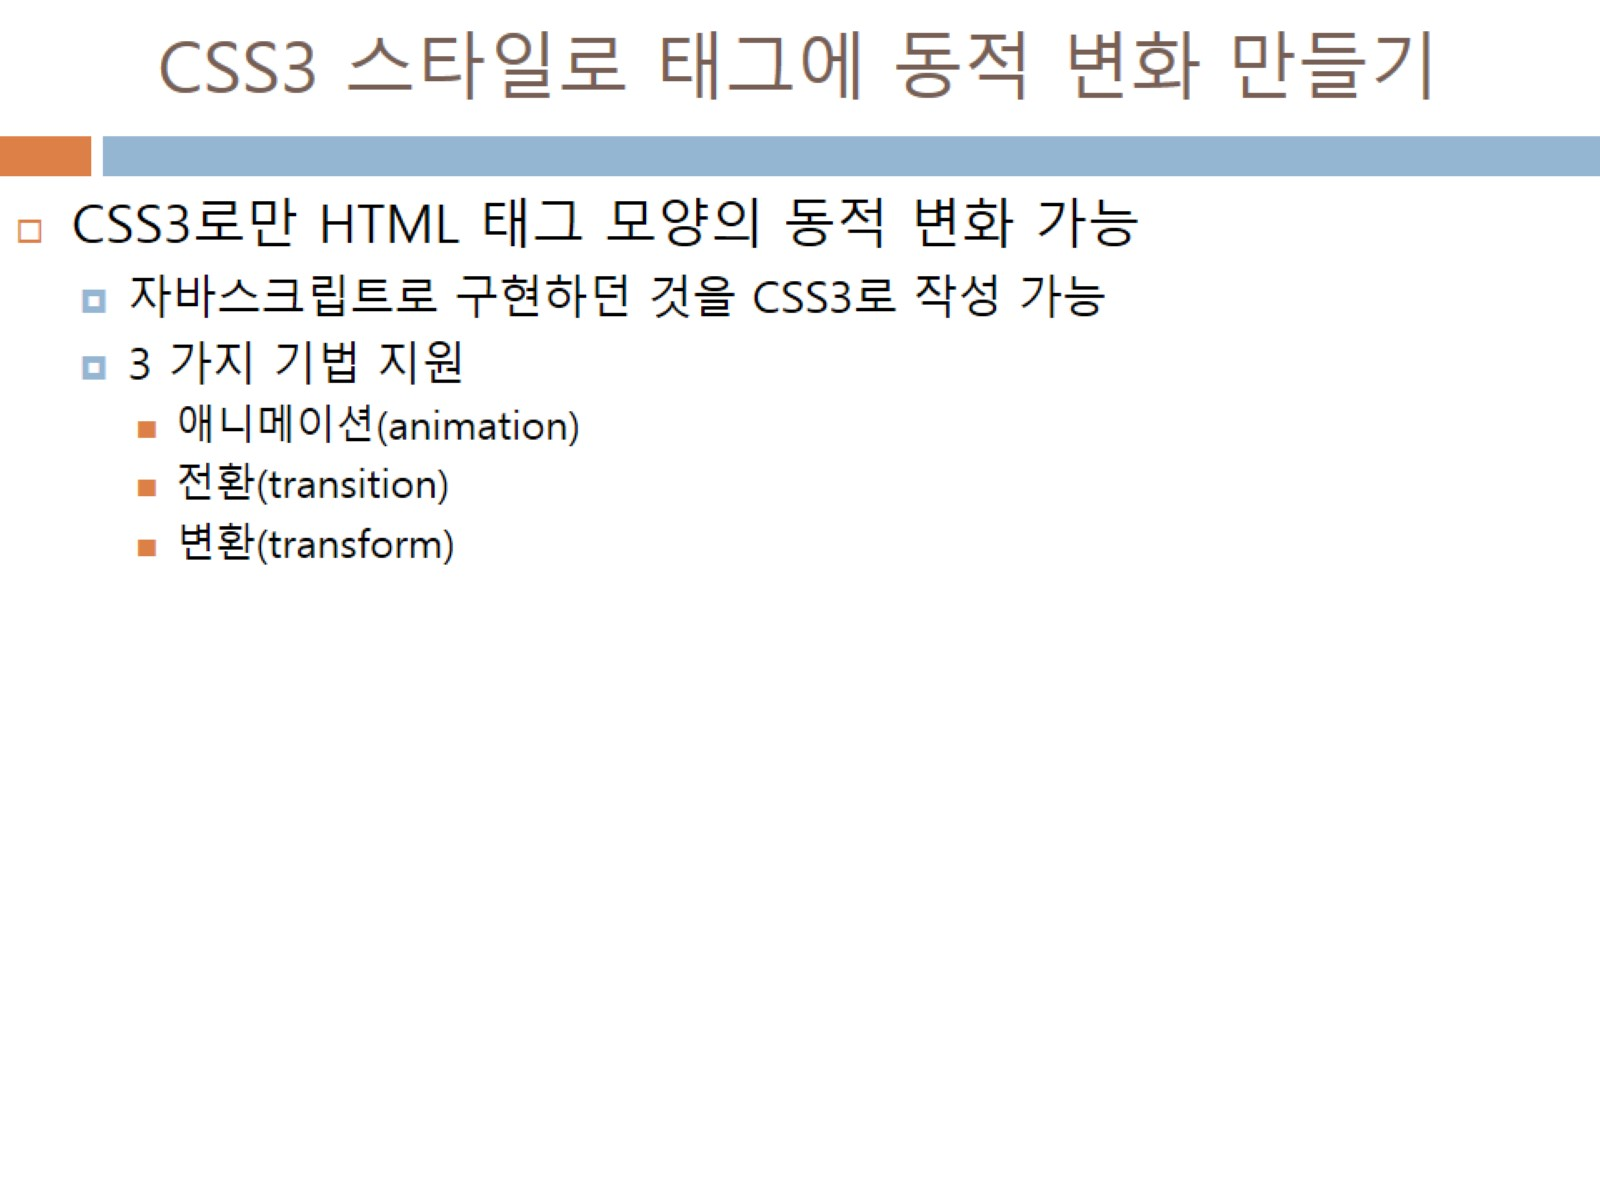 CSS3 스타일로 태그에 동적 변화 만들기
CSS3로만 HTML 태그 모양의 동적 변화 가능
자바스크립트로 구현하던 것을 CSS3로 작성 가능
3 가지 기법 지원
애니메이션(animation)
전환(transition)
변환(transform)